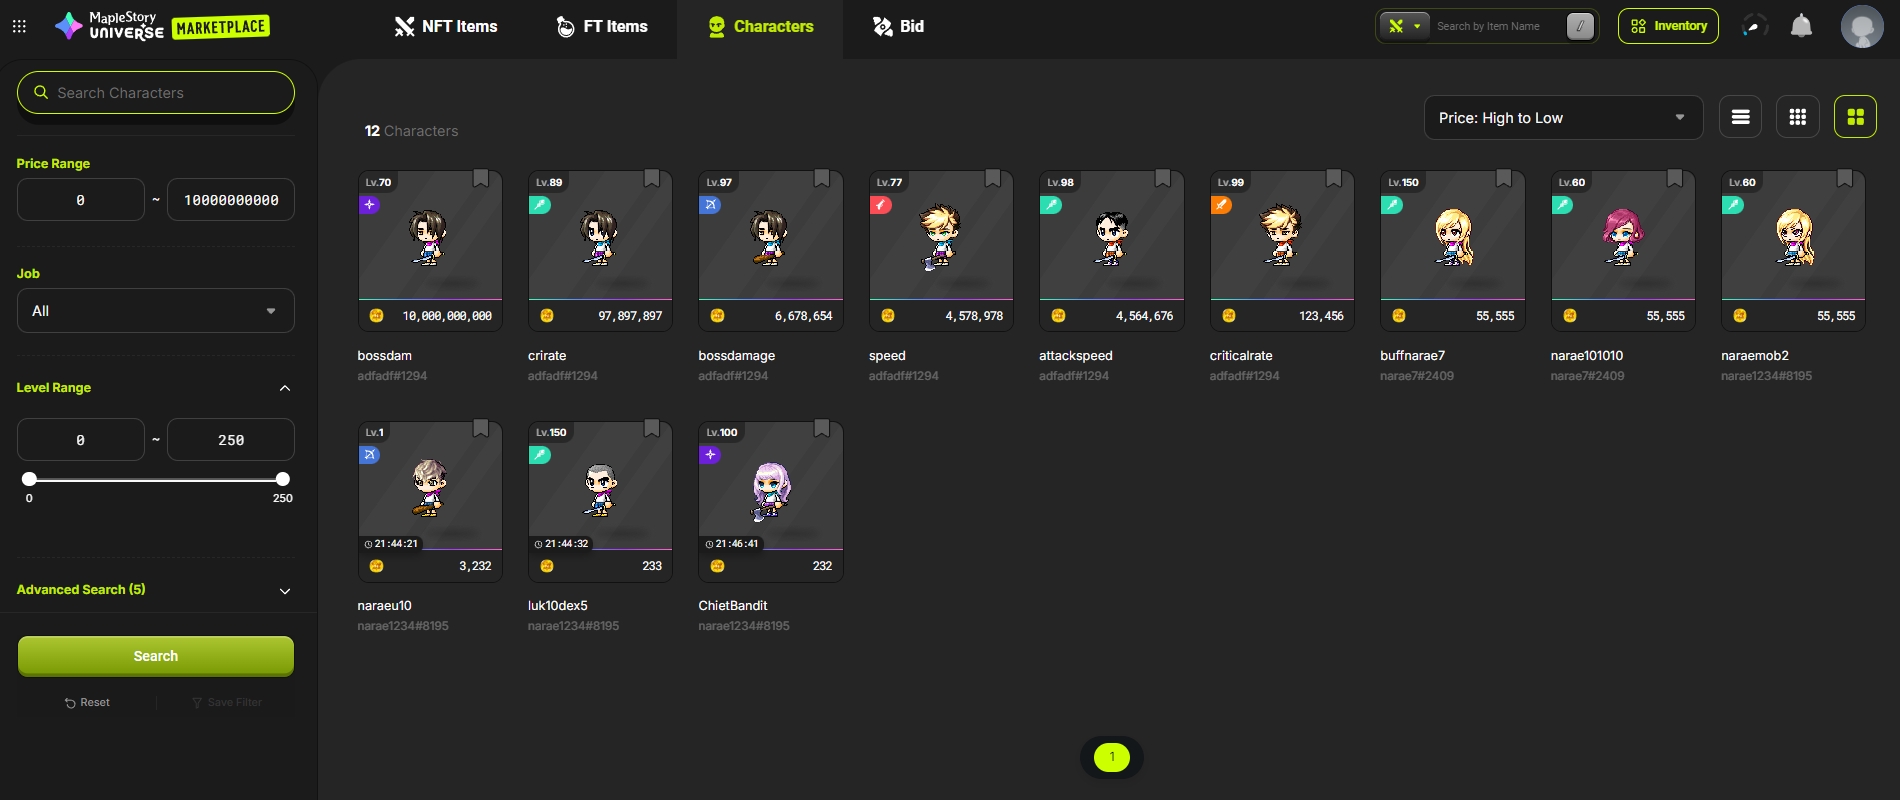 MapleStory
UNIVERSE
MARKETPLACE
NFT Items
FT Items
Characters
Bid
Search by Item Name
/
Inventory
Search Characters
Price Range
0
~
10000000000
Job
All
Level Range
0
~
250
0
250
Advanced Search (5)
Search
Reset
Save Filter
12 Characters
Price: High to Low
Lv.70
10,000,000,000
bossdam
adfadf#1294
Lv.89
97,897,897
crirate
adfadf#1294
Lv.97
6,678,654
bossdamage
adfadf#1294
Lv.77
4,578,978
speed
adfadf#1294
Lv.98
4,564,676
attackspeed
adfadf#1294
Lv.99
123,456
criticalrate
adfadf#1294
Lv.150
55,555
buffnarae7
narae7#2409
Lv.60
55,555
narae101010
narae7#2409
Lv.60
55,555
naraemob2
narae1234#8195
Lv.1
21:44:21
3,232
naraeu10
narae1234#8195
Lv.150
21:44:32
233
luk10dex5
narae1234#8195
Lv.100
21:46:41
232
ChietBandit
narae1234#8195
1